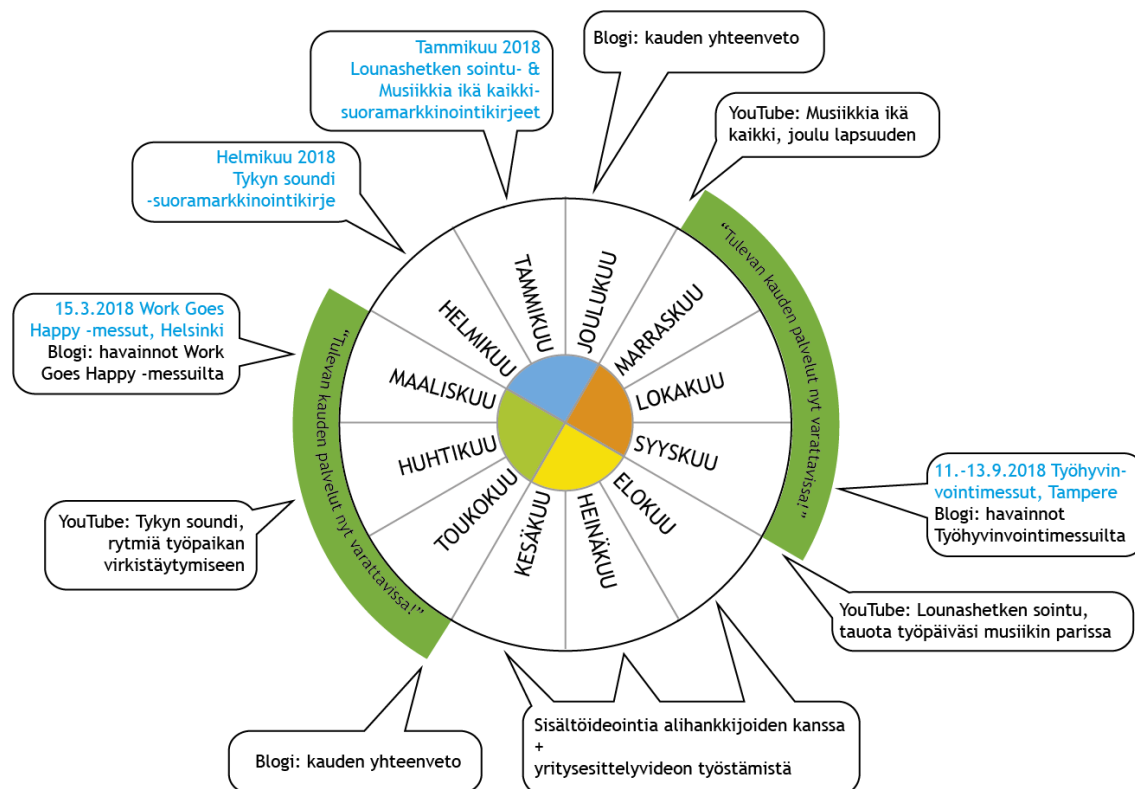 Blogi: kauden yhteenveto
Tammikuu 2018
Lounashetken sointu- &
Musiikkia ikä kaikki-
suoramarkkinointikirjeet
YouTube: Musiikkia ikä
kaikki, joulu lapsuuden
Helmikuu 2018
Tykyn soundi
-suoramarkkinointikirje
15.3.2018 Work Goes
Happy -messut, Helsinki
Blogi: havainnot Work
Goes Happy -messuilta
"Tulevan kauden palvelut nyt varattavissa!"
TAMMIKUU
JOULUKUU
HELMIKUU
MARRASKUU
MAALISKUU
LOKAKUU
HUHTIKUU
SYYSKUU
TOUKOKUU
ELOKUU
KESÄKUU
HEINÄKUU
"Tulevan kauden palvelut nyt varattavissa!"
11.-13.9.2018 Työhyvin-
vointimessut, Tampere
Blogi: havainnot
Työhyvinvointimessuilta
YouTube: Tykyn soundi,
rytmiä työpaikan
virkistäytymiseen
YouTube: Lounashetken sointu,
tauota työpäiväsi musiikin parissa
Blogi: kauden yhteenveto
Sisältöideointia alihankkijoiden kanssa
+
yritysesittelyvideon työstämistä